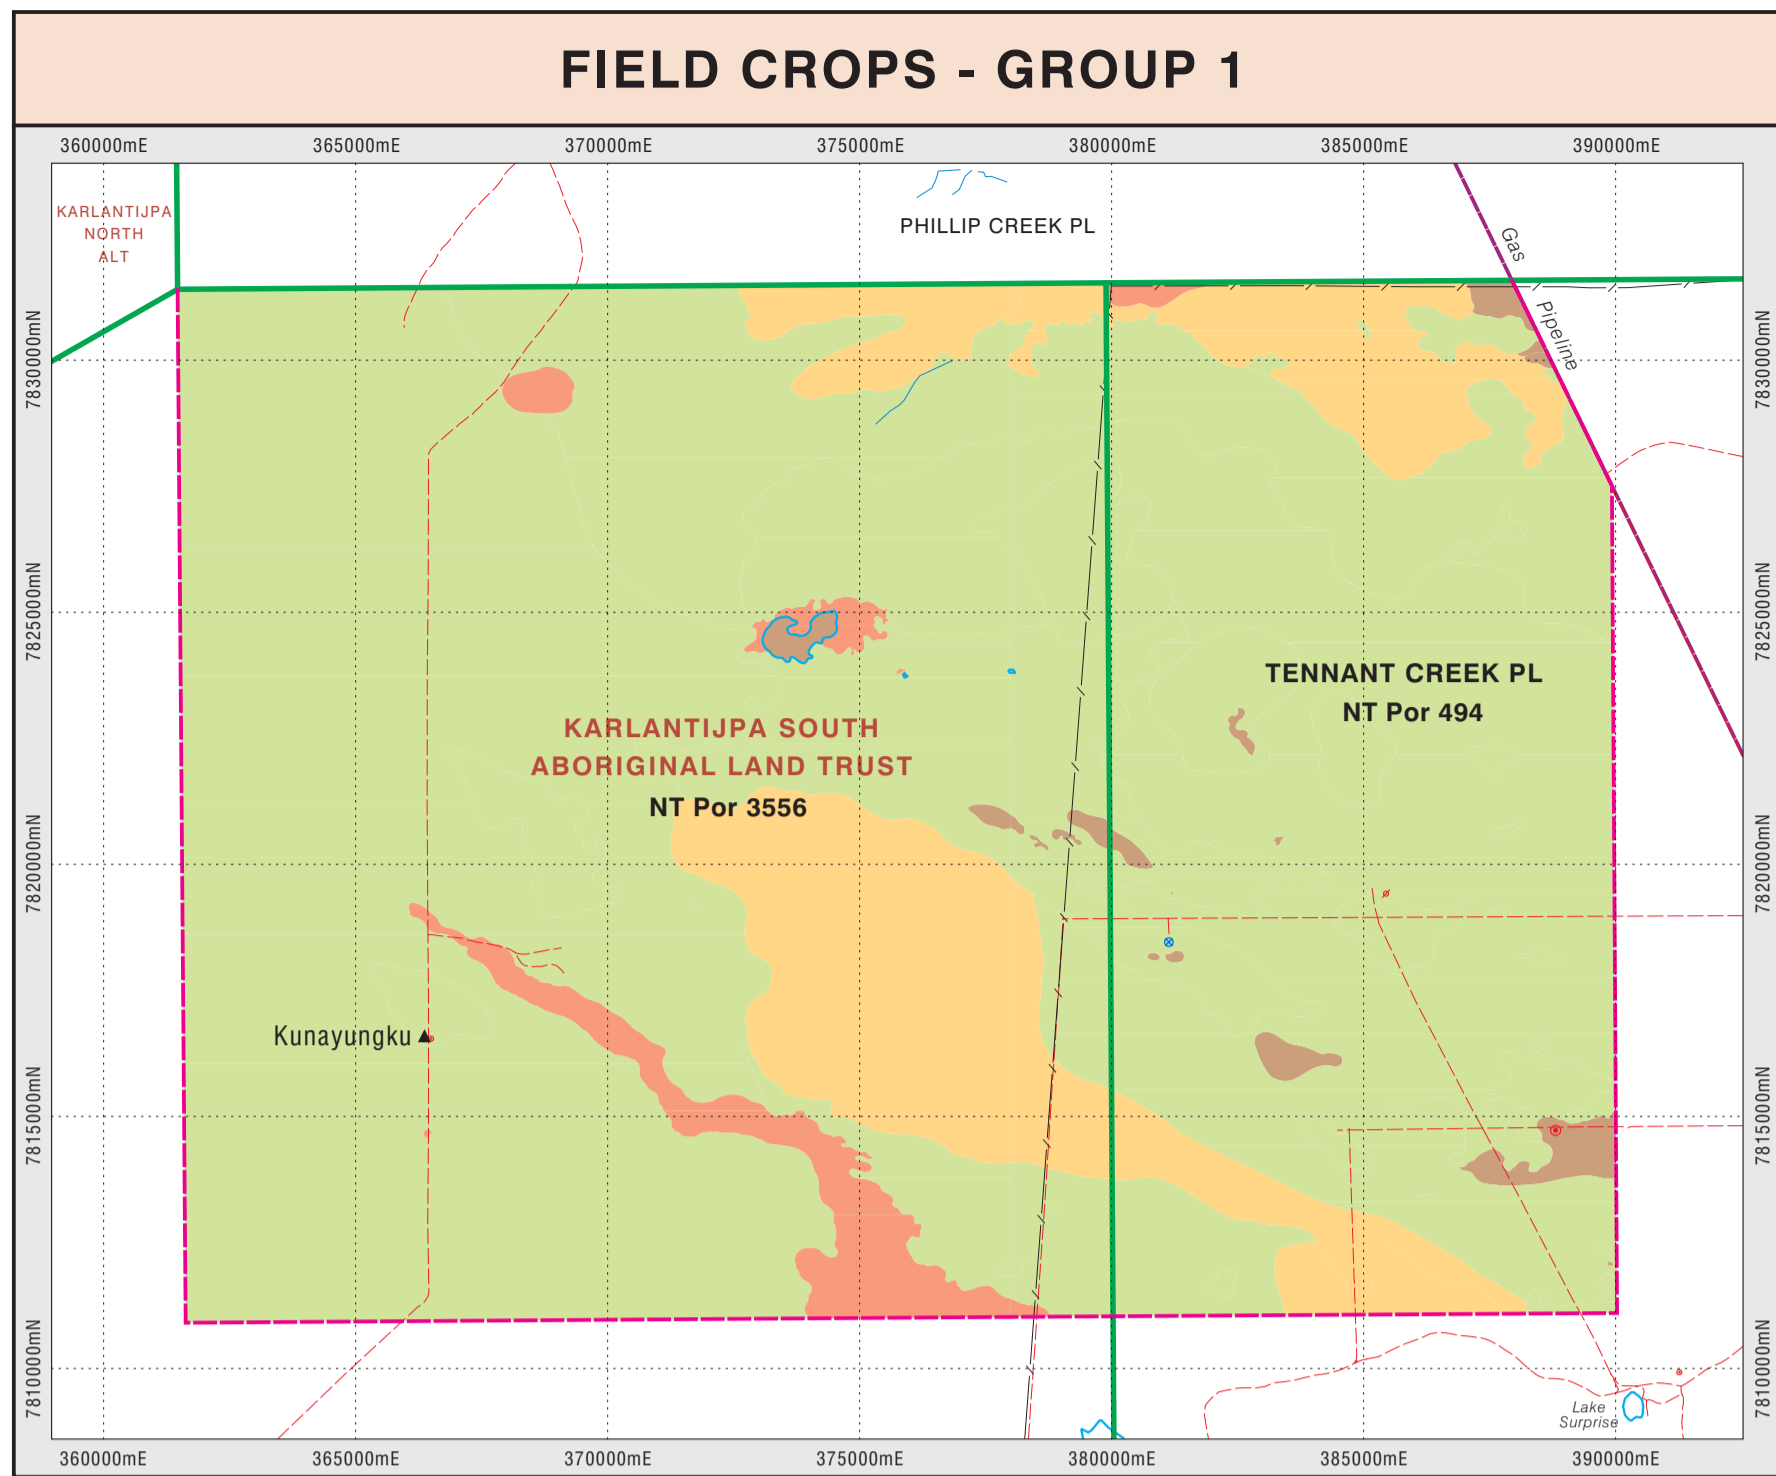 FIELD CROPS - GROUP 1
360000mE 365000mE 370000mE 375000mE 380000mE 385000mE 390000mE
KARLANTIJPA
NORTH
ALT
PHILLIP CREEK PL
Gas
Pipeline
7830000mN 7830000mN
7825000mN 7825000mN
TENNANT CREEK PL
NT Por 494
KARLANTIJPA SOUTH
ABORIGINAL LAND TRUST
NT Por 3556
7820000mN 7820000mN
Kunayungku
7815000mN 7815000mN
7810000mN 7810000mN
Lake
Surprise
360000mE 365000mE 370000mE 375000mE 380000mE 385000mE 390000mE